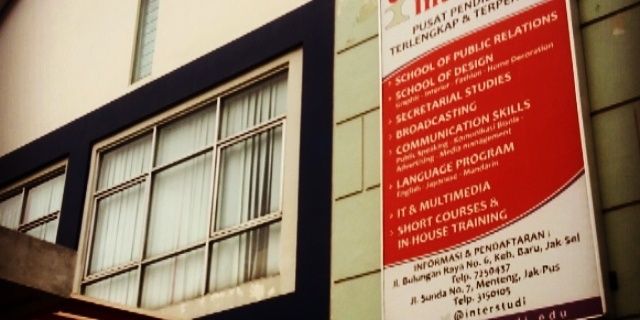 PUSAT PENDI
TERLENGKAP & TERPE
› SCHOOL OF PUBLIC RELATIONS
› SCHOOL OF DESIGN
Graphic - Interior - Fashion - Home Decoration
› SECRETARIAL STUDIES
› BROADCASTING
› COMMUNICATION SKILLS
Public Speaking - Komunikasi Bisnis -
Advertising - Media management
› LANGUAGE PROGRAM
English - Japanese - Mandarin
› IT & MULTIMEDIA
› SHORT COURSES &
IN HOUSE TRAINING
INFORMASI & PENDAFTARAN :
Jl. Bulungan Raya No. 6, Keb. Baru, Jak Sel
Telp. 7250437
Jl. Sunda No. 7, Menteng, Jak Pus
Telp. 3150105
@interstudi
.edu